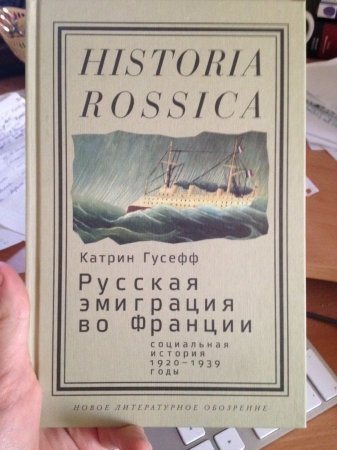 HISTORIA
ROSSICA
Катрин Гусефф
Русская
эмиграция
во Франции
социальная
история
1920–1939
годы
НОВОЕ ЛИТЕРАТУРНОЕ ОБОЗРЕНИЕ